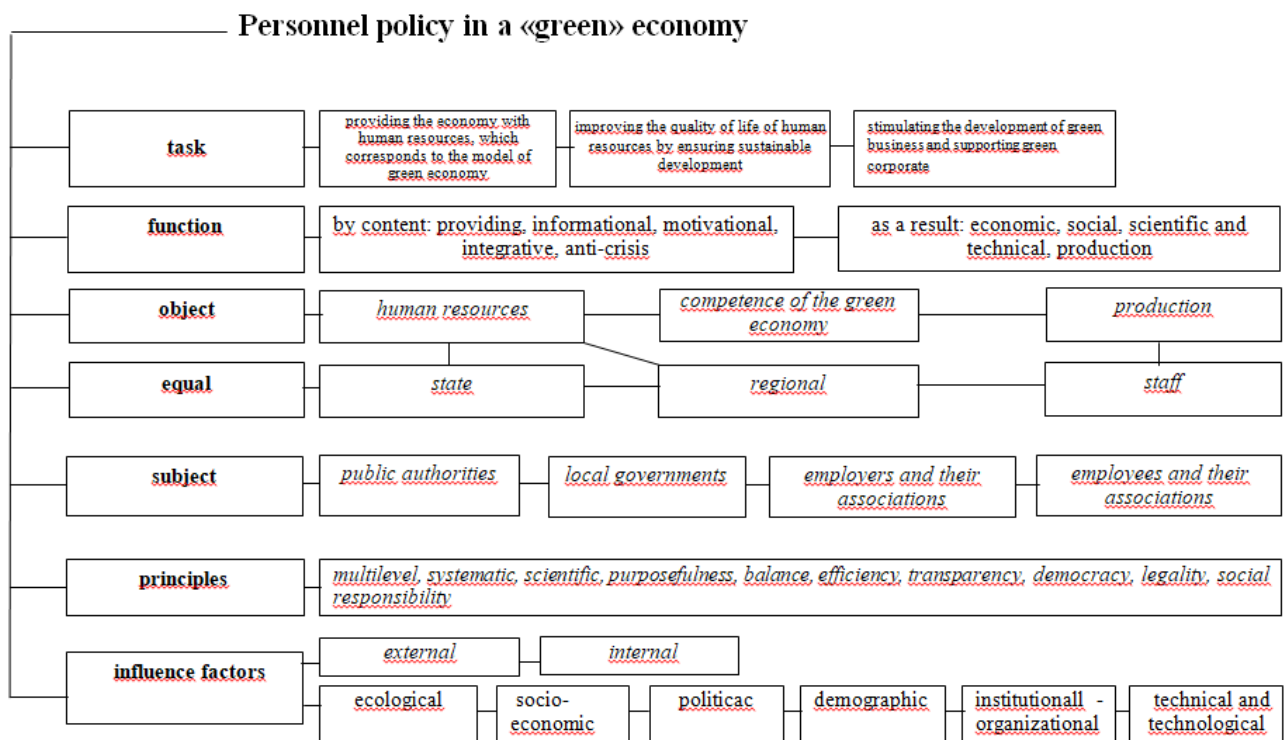 Personnel policy in a «green» economy
task
providing the economy with
human resources, which
corresponds to the model of
green economy
improving the quality of life of human
resources by ensuring sustainable
development
stimulating the development of green
business and supporting green
corporate
function
by content: providing, informational, motivational,
integrative, anti-crisis
as a result: economic, social, scientific and
technical, production
object
human resources
competence of the green
economy
production
equal
state
regional
staff
subject
public authorities
local governments
employers and their
associations
employees and their
associations
principles
multilevel, systematic, scientific, purposefulness, balance, efficiency, transparency, democracy, legality, social
responsibility
influence factors
external
internal
ecological
socio-
economic
politicac
demographic
institutionall -
organizational
technical and
technological